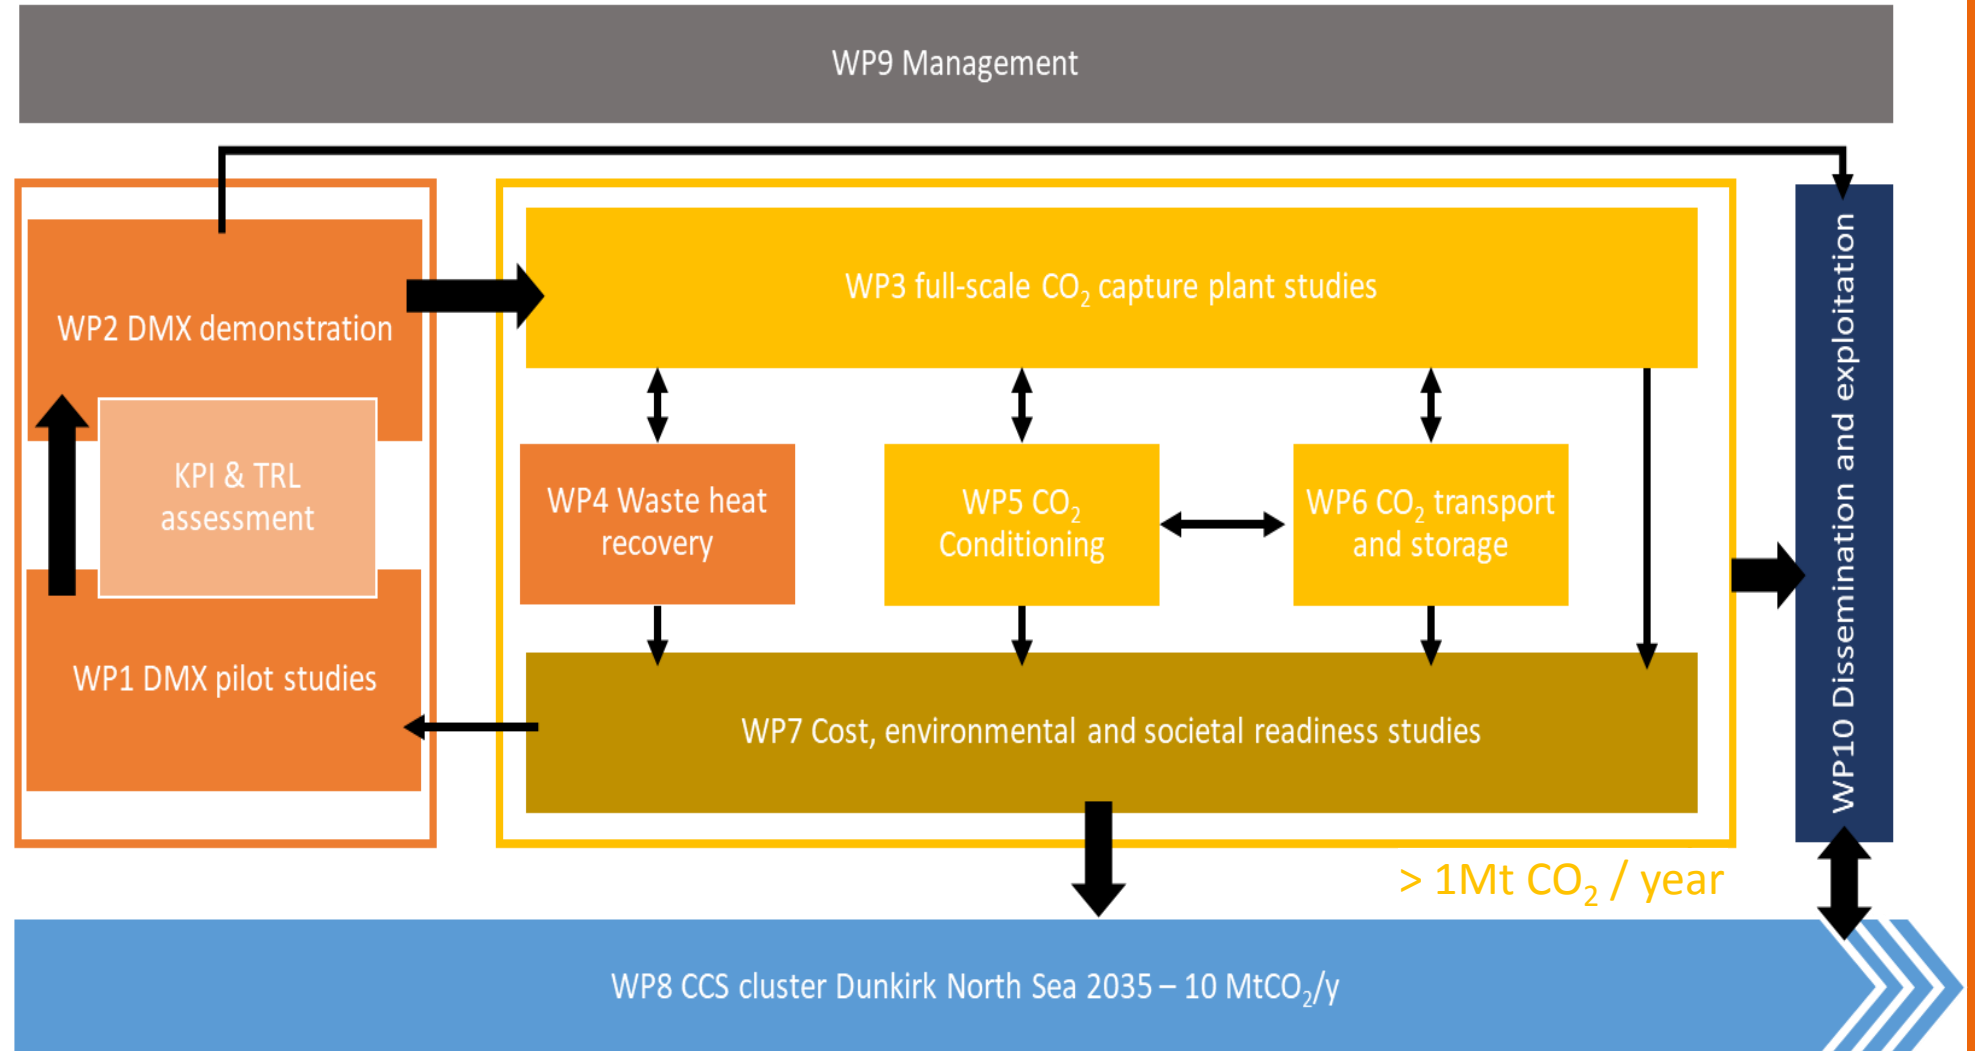 WP9 Management
WP2 DMX demonstration
KPI & TRL
assessment
WP1 DMX pilot studies
WP3 full-scale CO₂ capture plant studies
WP4 Waste heat
recovery
WP5 CO₂
Conditioning
WP6 CO₂ transport
and storage
WP7 Cost, environmental and societal readiness studies
WP10 Dissemination and exploitation
> 1Mt CO₂ / year
WP8 CCS cluster Dunkirk North Sea 2035 – 10 MtCO₂/y